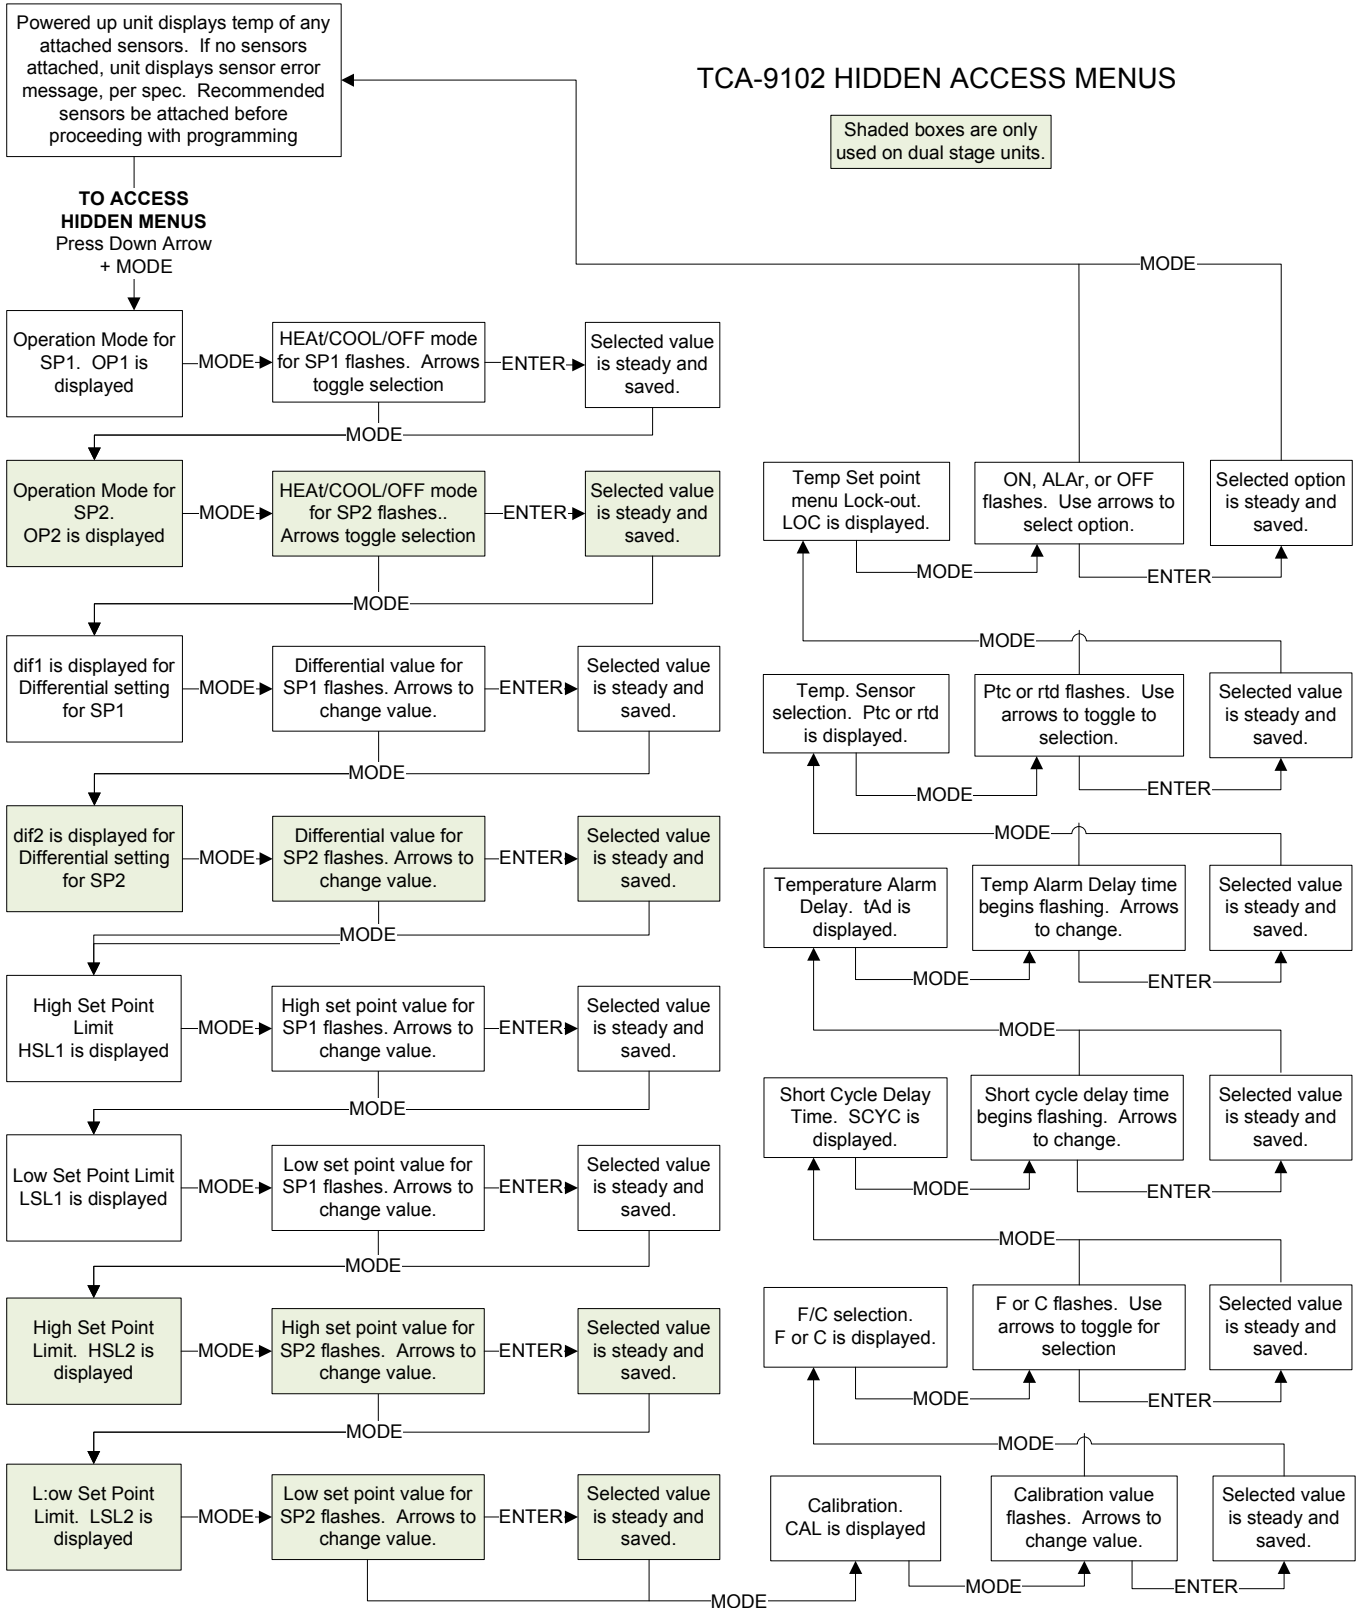 Powered up unit displays temp of any
attached sensors. If no sensors
attached, unit displays sensor error
message, per spec. Recommended
sensors be attached before
proceeding with programming
TCA-9102 HIDDEN ACCESS MENUS
Shaded boxes are only
used on dual stage units.
TO ACCESS
HIDDEN MENUS
Press Down Arrow
+ MODE
Operation Mode for
SP1. OP1 is
displayed
MODE
HEAt/COOL/OFF mode
for SP1 flashes. Arrows
toggle selection
ENTER
Selected value
is steady and
saved.
MODE
Operation Mode for
SP2.
OP2 is displayed
MODE
HEAt/COOL/OFF mode
for SP2 flashes..
Arrows toggle selection
ENTER
Selected value
is steady and
saved.
MODE
dif1 is displayed for
Differential setting
for SP1
MODE
Differential value for
SP1 flashes. Arrows to
change value.
ENTER
Selected value
is steady and
saved.
MODE
dif2 is displayed for
Differential setting
for SP2
MODE
Differential value for
SP2 flashes. Arrows to
change value.
ENTER
Selected value
is steady and
saved.
MODE
High Set Point
Limit
HSL1 is displayed
MODE
High set point value for
SP1 flashes. Arrows to
change value.
ENTER
Selected value
is steady and
saved.
MODE
Low Set Point Limit
LSL1 is displayed
MODE
Low set point value for
SP1 flashes. Arrows to
change value.
ENTER
Selected value
is steady and
saved.
MODE
High Set Point
Limit. HSL2 is
displayed
MODE
High set point value for
SP2 flashes. Arrows to
change value.
ENTER
Selected value
is steady and
saved.
MODE
L:ow Set Point
Limit. LSL2 is
displayed
MODE
Low set point value for
SP2 flashes. Arrows to
change value.
ENTER
Selected value
is steady and
saved.
MODE
Calibration.
CAL is displayed
MODE
Calibration value
flashes. Arrows to
change value.
ENTER
Selected value
is steady and
saved.
MODE
F/C selection.
F or C is displayed.
MODE
F or C flashes. Use
arrows to toggle for
selection
ENTER
Selected value
is steady and
saved.
MODE
Short Cycle Delay
Time. SCYC is
displayed.
MODE
Short cycle delay time
begins flashing. Arrows
to change.
ENTER
Selected value
is steady and
saved.
MODE
Temperature Alarm
Delay. tAd is
displayed.
MODE
Temp Alarm Delay time
begins flashing. Arrows
to change.
ENTER
Selected value
is steady and
saved.
MODE
Temp. Sensor
selection. Ptc or rtd
is displayed.
MODE
Ptc or rtd flashes. Use
arrows to toggle to
selection.
ENTER
Selected value
is steady and
saved.
MODE
Temp Set point
menu Lock-out.
LOC is displayed.
MODE
ON, ALAr, or OFF
flashes. Use arrows to
select option.
ENTER
Selected option
is steady and
saved.
MODE